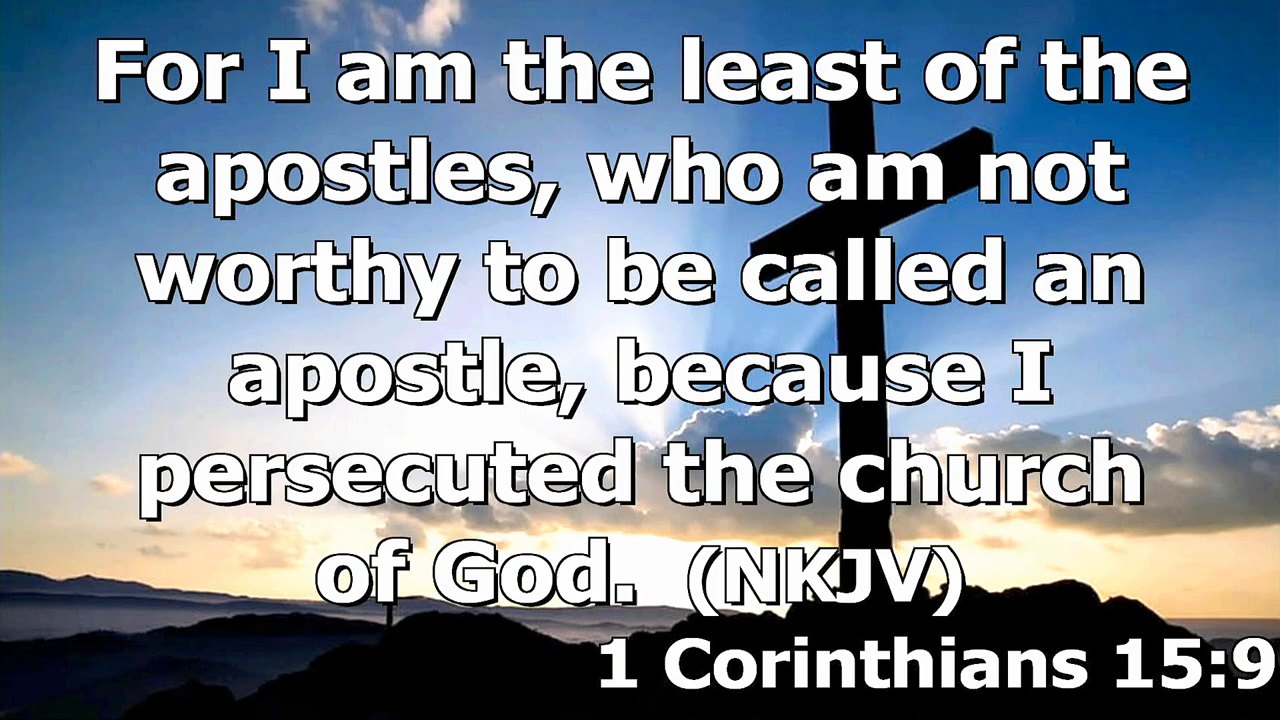 For I am the least of the
apostles, who am not
worthy to be called an
apostle, because I
persecuted the church
of God.  (NKJV)
1 Corinthians 15:9